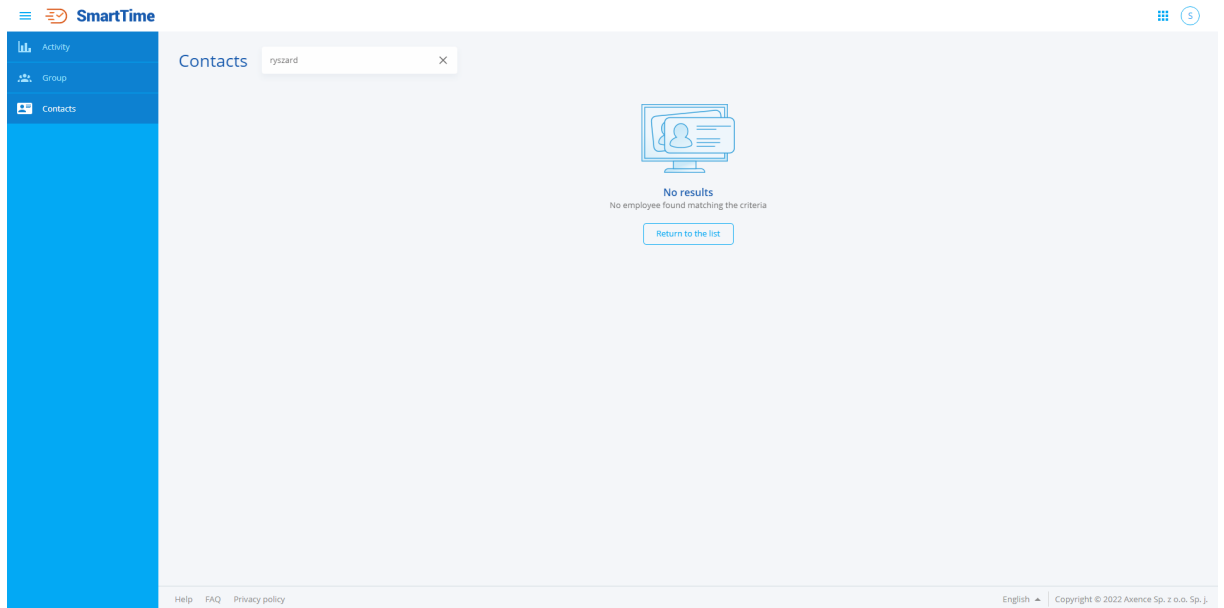 SmartTime
S
Activity
Group
Contacts
Contacts
ryszard
No results
No employee found matching the criteria
Return to the list
Help FAQ Privacy policy
English Copyright © 2022 Axence Sp. z o.o. Sp. j.